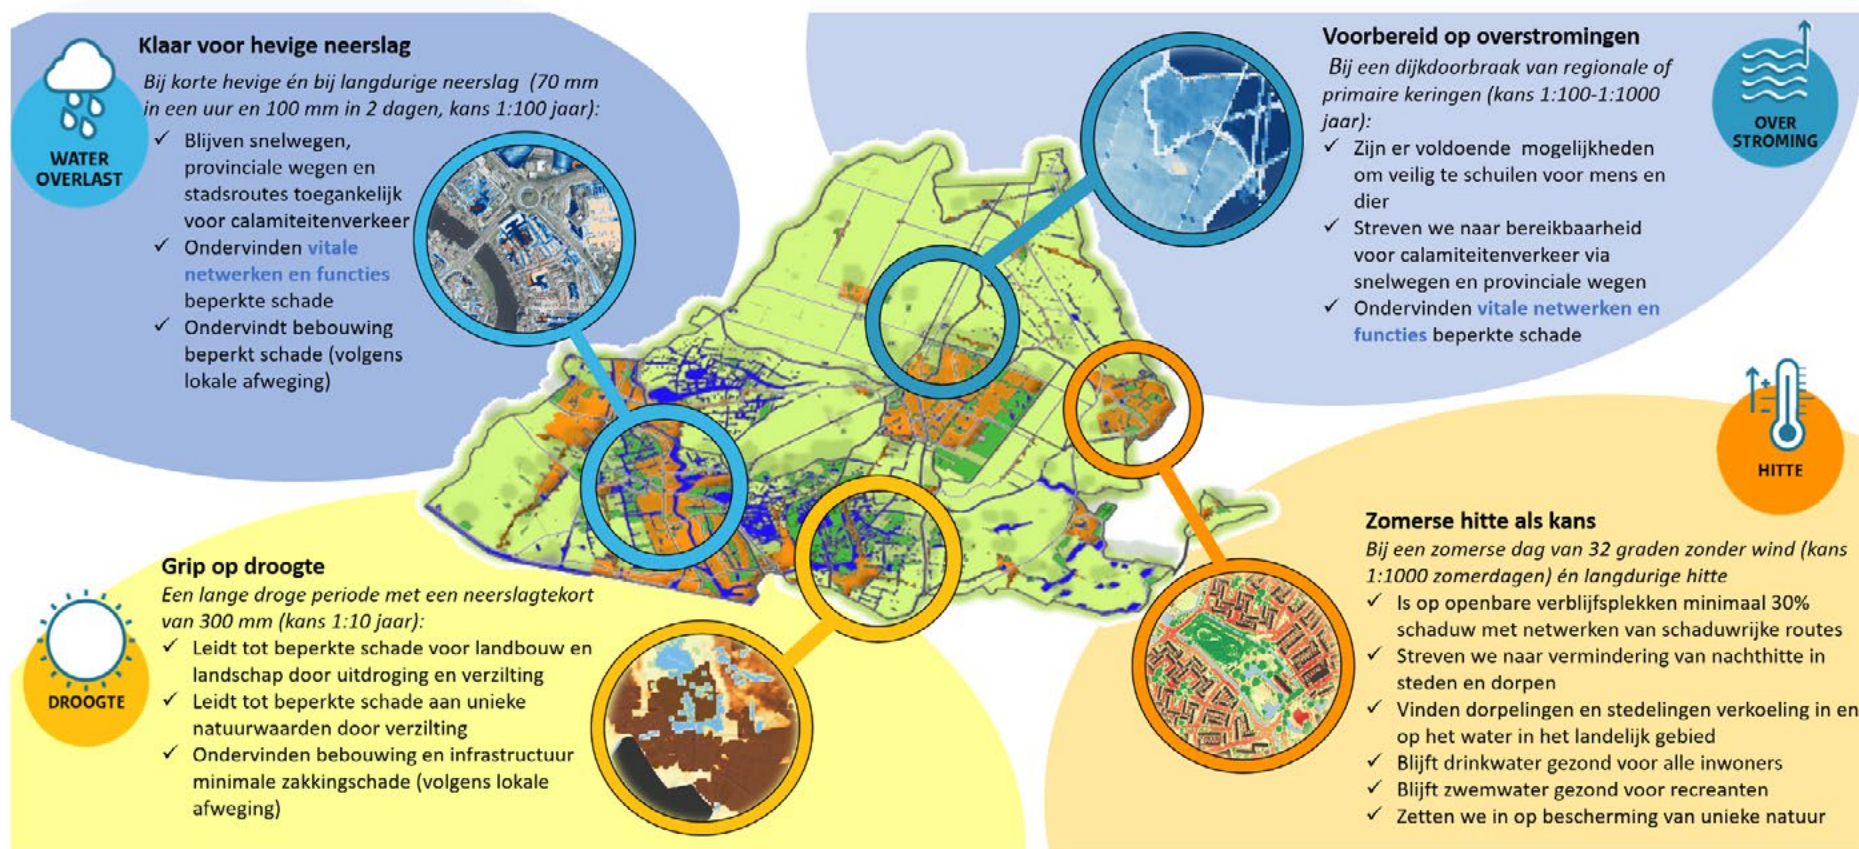 Klaar voor hevige neerslag
Bij korte hevige én bij langdurige neerslag (70 mm
in een uur en 100 mm in 2 dagen, kans 1:100 jaar):
✓ Blijven snelwegen,
provinciale wegen en
stadsroutes toegankelijk
voor calamiteitenverkeer
✓ Ondervinden vitale
netwerken en functies
beperkte schade
✓ Ondervindt bebouwing
beperkt schade (volgens
lokale afweging)
WATER
OVERLAST
Voorbereid op overstromingen
Bij een dijkdoorbraak van regionale of
primaire keringen (kans 1:100-1:1000
jaar):
✓ Zijn er voldoende mogelijkheden
om veilig te schuilen voor mens en
dier
✓ Streven we naar bereikbaarheid
voor calamiteitenverkeer via
snelwegen en provinciale wegen
✓ Ondervinden vitale netwerken en
functies beperkte schade
OVER
STROMING
Grip op droogte
Een lange droge periode met een neerslagtekort
van 300 mm (kans 1:10 jaar):
✓ Leidt tot beperkte schade voor landbouw en
landschap door uitdroging en verzilting
✓ Leidt tot beperkte schade aan unieke
natuurwaarden door verzilting
✓ Ondervinden bebouwing en infrastructuur
minimale zakkingschade (volgens lokale
afweging)
DROOGTE
HITTE
Zomerse hitte als kans
Bij een zomerse dag van 32 graden zonder wind (kans
1:1000 zomerdagen) én langdurige hitte
✓ Is op openbare verblijfsplekken minimaal 30%
schaduw met netwerken van schaduwrijke routes
✓ Streven we naar vermindering van nachthitte in
steden en dorpen
✓ Vinden dorpelingen en stedelingen verkoeling in en
op het water in het landelijk gebied
✓ Blijft drinkwater gezond voor alle inwoners
✓ Blijft zwemwater gezond voor recreanten
✓ Zetten we in op bescherming van unieke natuur